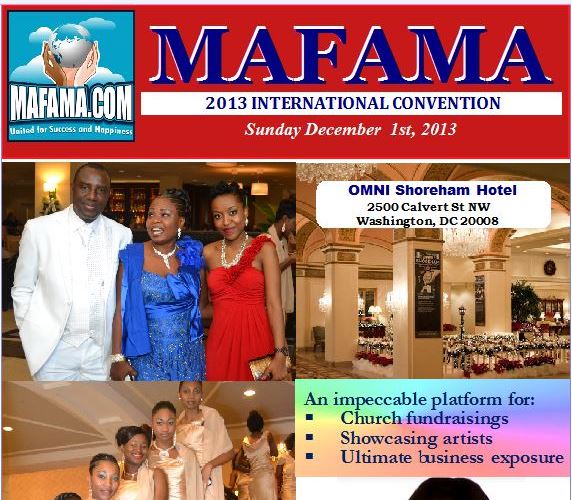 MAFAMA.COM
United for Success and Happiness
MAFAMA
2013 INTERNATIONAL CONVENTION
Sunday December 1st, 2013
OMNI Shoreham Hotel
2500 Calvert St NW
Washington, DC 20008
An impeccable platform for:
▪ Church fundraisings
▪ Showcasing artists
▪ Ultimate business exposure